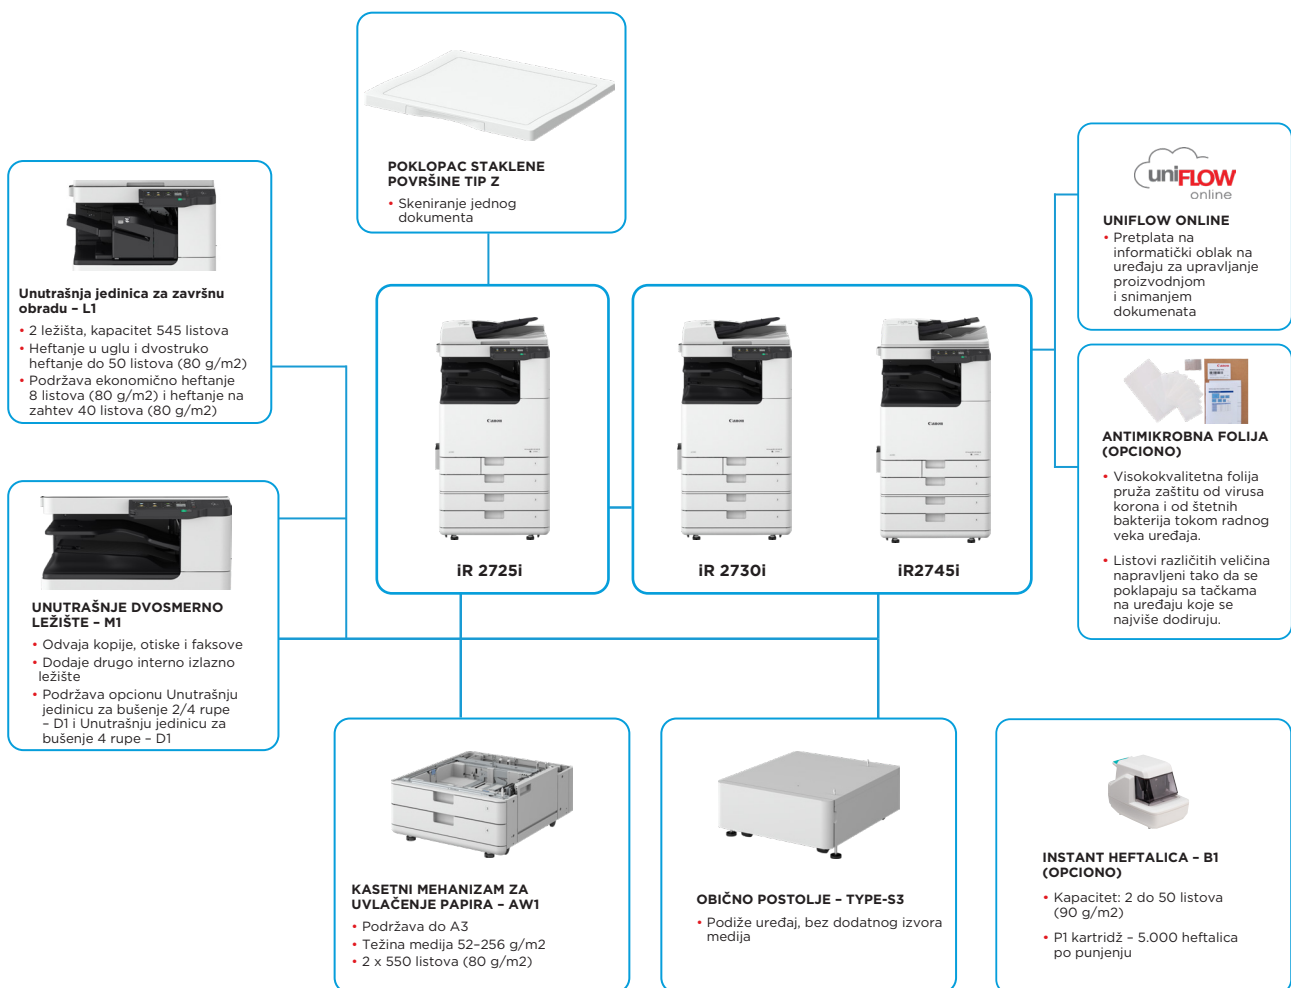 POKLOPAC STAKLENE
POVRŠINE TIP Z
• Skeniranje jednog
dokumenta
uniFLOW
online
UNIFLOW ONLINE
• Pretplata na
informatički oblak na
uređaju za upravljanje
proizvodnjom
i snimanjem
dokumenata
Unutrašnja jedinica za završnu
obradu – L1
• 2 ležišta, kapacitet 545 listova
• Heftanje u uglu i dvostruko
heftanje do 50 listova (80 g/m2)
• Podržava ekonomično heftanje
8 listova (80 g/m2) i heftanje na
zahtev 40 listova (80 g/m2)
Canon
Canon
Canon
iR 2725i
iR 2730i
iR2745i
ANTIMIKROBNA FOLIJA
(OPCIONO)
• Visokokvalitetna folija
pruža zaštitu od virusa
korona i od štetnih
bakterija tokom radnog
veka uređaja.
• Listovi različitih veličina
napravljeni tako da se
poklapaju sa tačkama
na uređaju koje se
najviše dodiruju.
UNUTRAŠNJE DVOSMERNO
LEŽIŠTE – M1
• Odvaja kopije, otiske i faksove
• Dodaje drugo interno izlazno
ležište
• Podržava opcionu Unutrašnju
jedinicu za bušenje 2/4 rupe
– D1 i Unutrašnju jedinicu za
bušenje 4 rupe – D1
KASETNI MEHANIZAM ZA
UVLAČENJE PAPIRA – AW1
• Podržava do A3
• Težina medija 52–256 g/m2
• 2 x 550 listova (80 g/m2)
OBIČNO POSTOLJE – TYPE-S3
• Podiže uređaj, bez dodatnog izvora
medija
INSTANT HEFTALICA – B1
(OPCIONO)
• Kapacitet: 2 do 50 listova
(90 g/m2)
• P1 kartridž – 5.000 heftalica
po punjenju